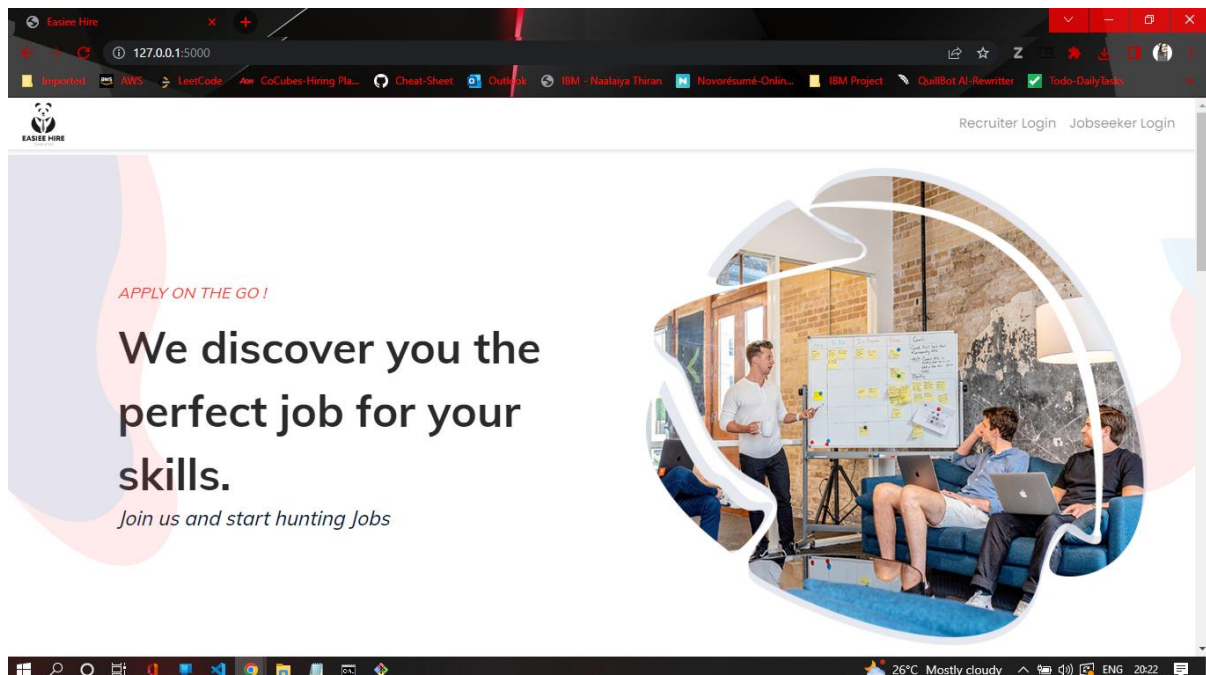 Easiee Hire
127.0.0.1:5000
Imported AWS LeetCode CoCubes-Hiring Pla... Cheat-Sheet Outlook IBM - Naalaiya Thiran Novorésumé-Onlin... IBM Project QuillBot AI-Rewritter Todo-DailyTasks
EASIEE HIRE
Recruiter Login Jobseeker Login
APPLY ON THE GO !
We discover you the
perfect job for your
skills.
Join us and start hunting Jobs
26°C Mostly cloudy ENG 20:22